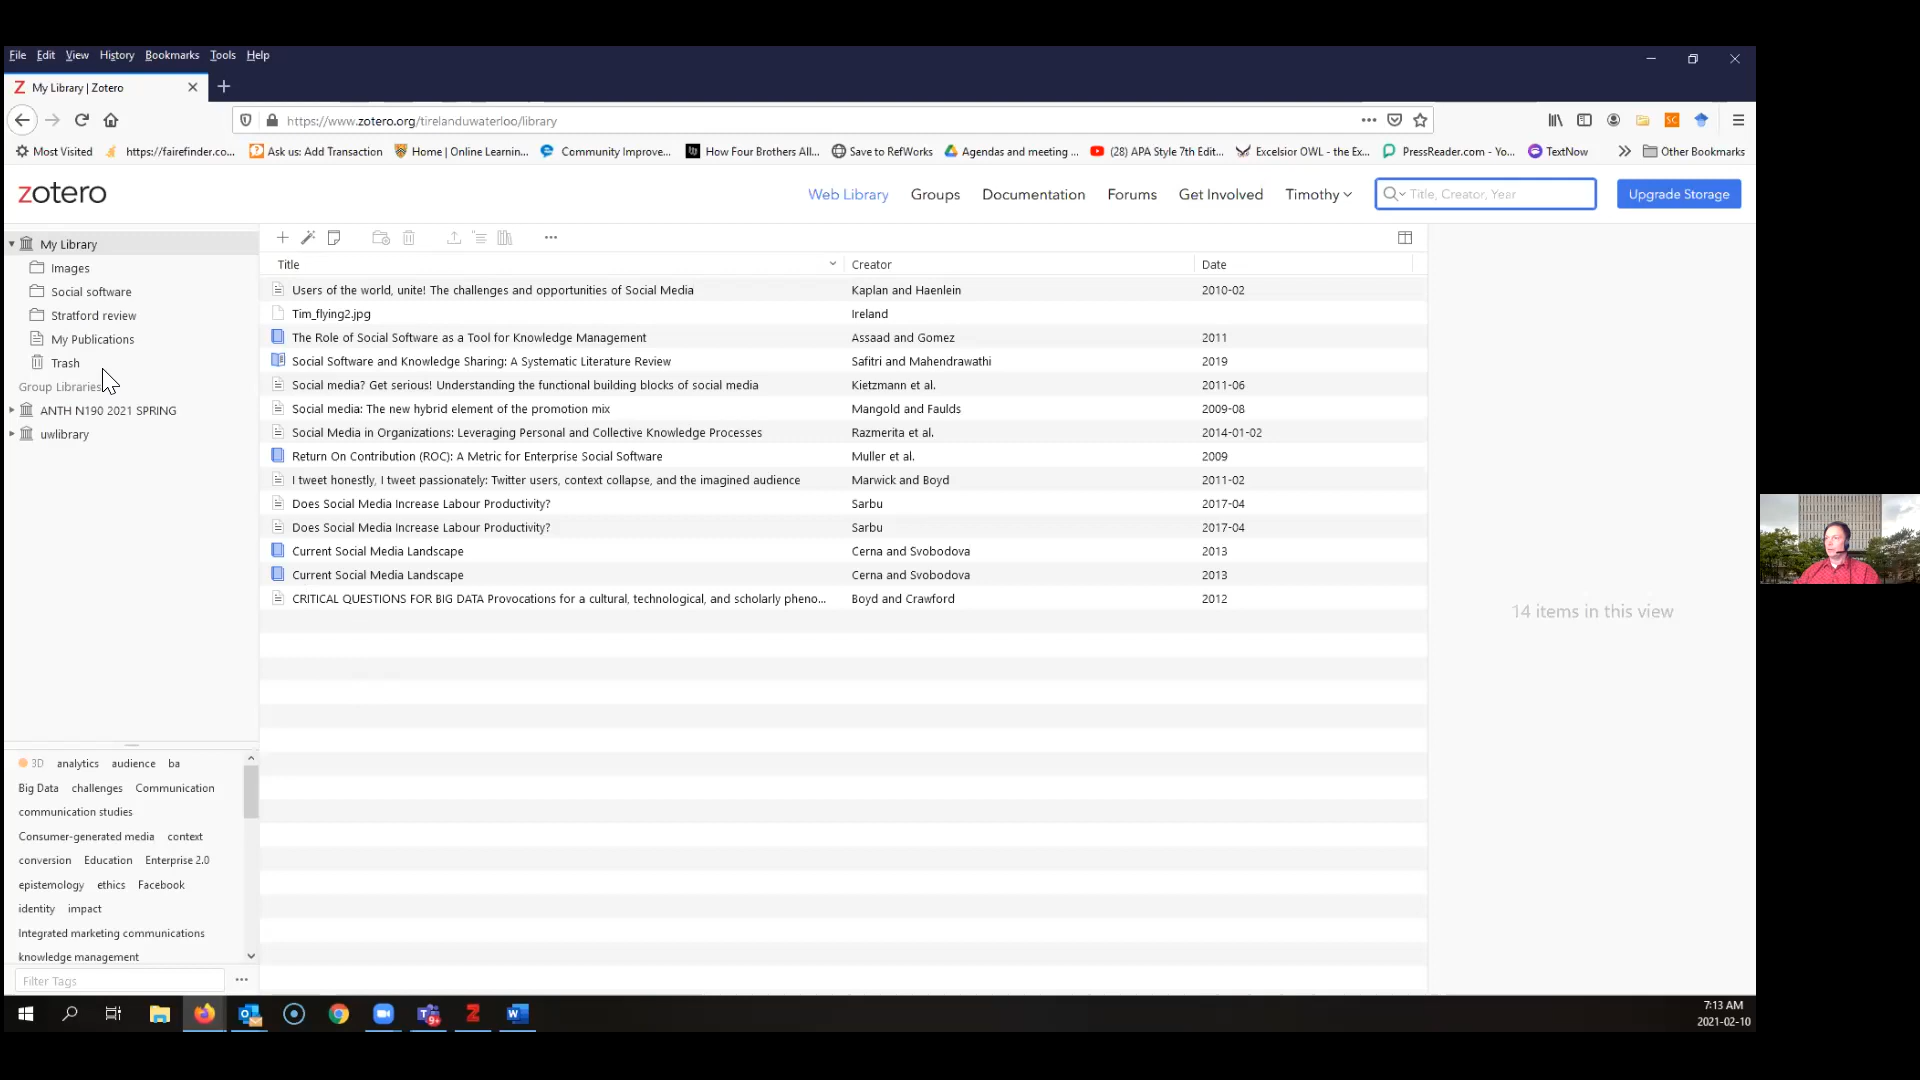 File Edit View History Bookmarks Tools Help
My Library | Zotero
https://www.zotero.org/tirelanduwaterloo/library
Most Visited https://fairefinder.co... Ask us: Add Transaction Home | Online Learnin... Community Improve... How Four Brothers All... Save to RefWorks Agendas and meeting ... (28) APA Style 7th Edit... Excelsior OWL - the Ex... PressReader.com - Yo... TextNow Other Bookmarks
zotero Web Library Groups Documentation Forums Get Involved Timothy Title, Creator, Year Upgrade Storage
My Library
Images
Social software
Stratford review
My Publications
Trash
Group Libraries
ANTH N190 2021 SPRING
uwlibrary
Title Creator Date
Users of the world, unite! The challenges and opportunities of Social Media Kaplan and Haenlein 2010-02
Tim_flying2.jpg Ireland
The Role of Social Software as a Tool for Knowledge Management Assaad and Gomez 2011
Social Software and Knowledge Sharing: A Systematic Literature Review Safitri and Mahendrawathi 2019
Social media? Get serious! Understanding the functional building blocks of social media Kietzmann et al. 2011-06
Social media: The new hybrid element of the promotion mix Mangold and Faulds 2009-08
Social Media in Organizations: Leveraging Personal and Collective Knowledge Processes Razmerita et al. 2014-01-02
Return On Contribution (ROC): A Metric for Enterprise Social Software Muller et al. 2009
I tweet honestly, I tweet passionately: Twitter users, context collapse, and the imagined audience Marwick and Boyd 2011-02
Does Social Media Increase Labour Productivity? Sarbu 2017-04
Does Social Media Increase Labour Productivity? Sarbu 2017-04
Current Social Media Landscape Cerna and Svobodova 2013
Current Social Media Landscape Cerna and Svobodova 2013
CRITICAL QUESTIONS FOR BIG DATA Provocations for a cultural, technological, and scholarly pheno... Boyd and Crawford 2012
14 items in this view
3D analytics audience ba
Big Data challenges Communication
communication studies
Consumer-generated media context
conversion Education Enterprise 2.0
epistemology ethics Facebook
identity impact
Integrated marketing communications
knowledge management
Filter Tags
7:13 AM
2021-02-10